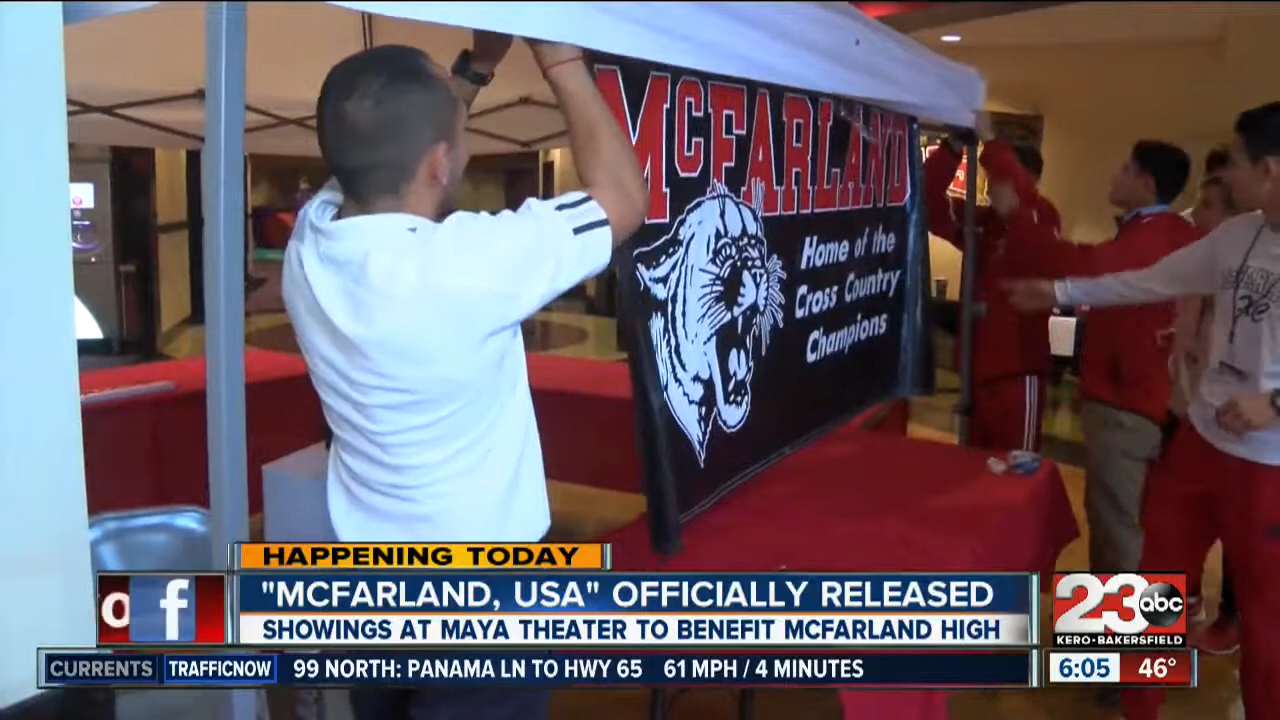 McFARLAND
Home of the
Cross Country
Champions
HAPPENING TODAY
"MCFARLAND, USA" OFFICIALLY RELEASED
SHOWINGS AT MAYA THEATER TO BENEFIT MCFARLAND HIGH
f
23 abc
KERO-BAKERSFIELD
CURRENTS TRAFFICNOW 99 NORTH: PANAMA LN TO HWY 65 61 MPH / 4 MINUTES
6:05 46°